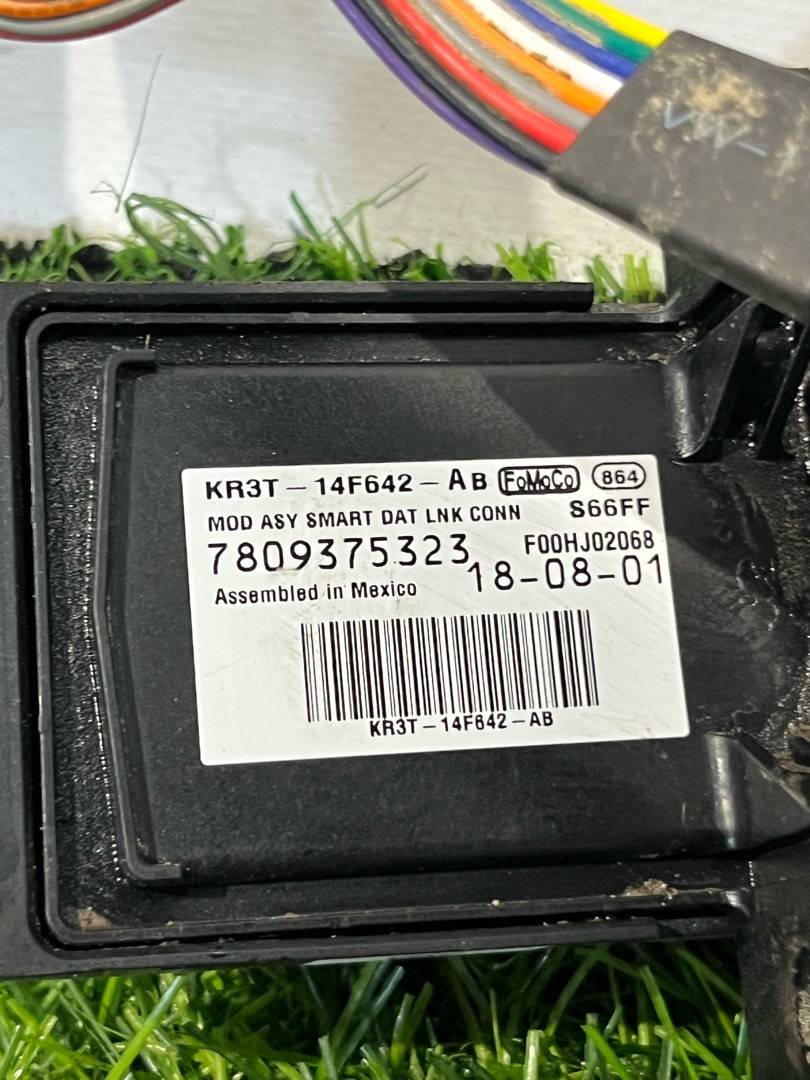 KR3T-14F642-AB FoMoCo 864
MOD ASY SMART DAT LNK CONN S66FF
7809375323 F00HJ02068
Assembled in Mexico 18-08-01
KR3T-14F642-AB